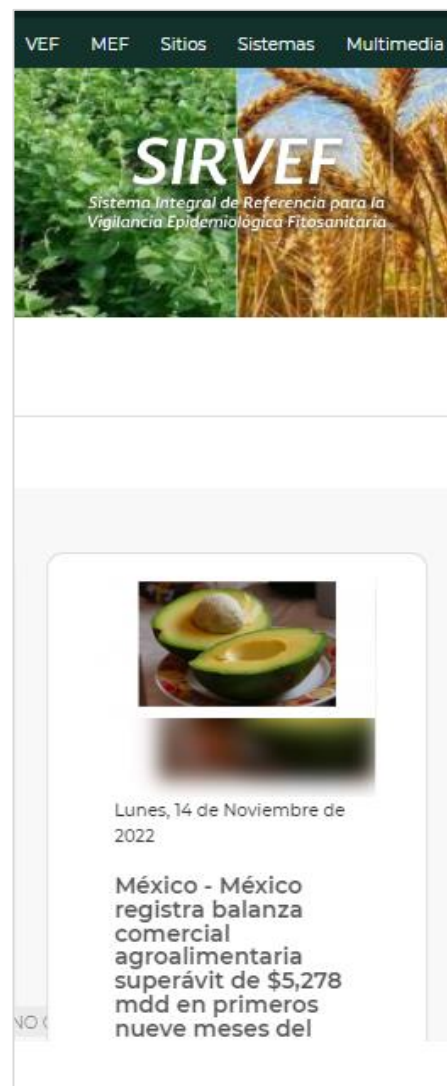 VEF MEF Sitios Sistemas Multimedia
SIRVEF
Sistema Integral de Referencia para la
Vigilancia Epidemiológica Fitosanitaria
Lunes, 14 de Noviembre de
2022
México - México
registra balanza
comercial
agroalimentaria
superávit de $5,278
mdd en primeros
nueve meses del
NO